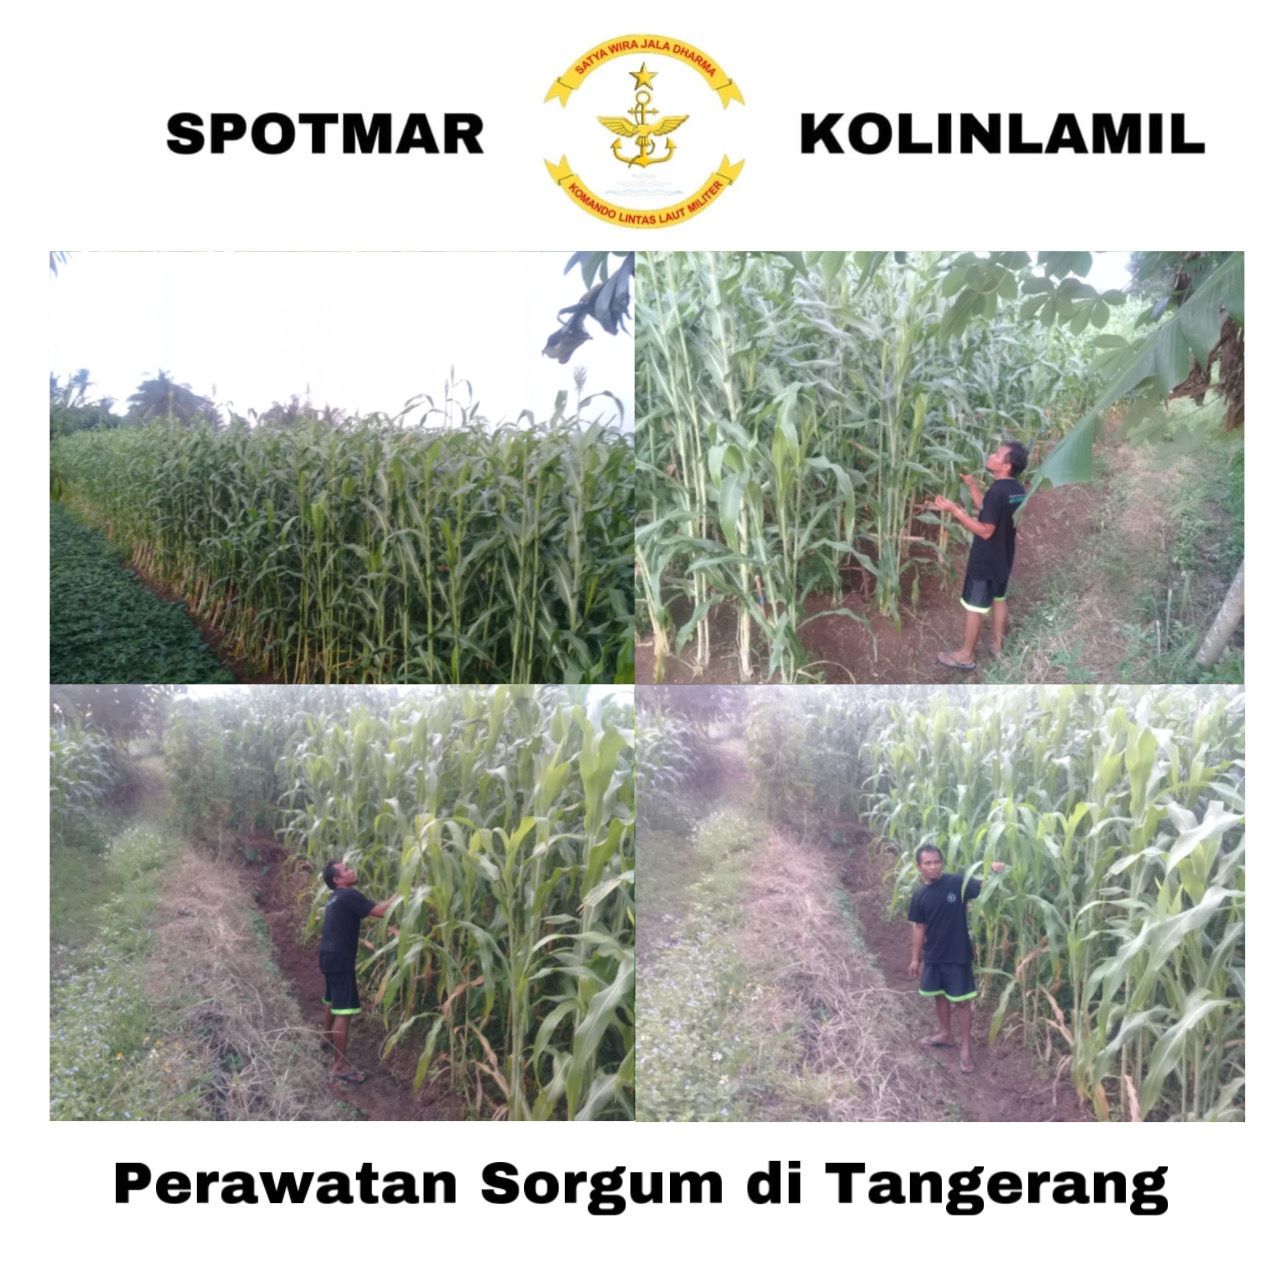 SPOTMAR
SATYA WIRA JALA DHARMA
KOMANDO LINTAS LAUT MILITER
KOLINLAMIL
Perawatan Sorgum di Tangerang